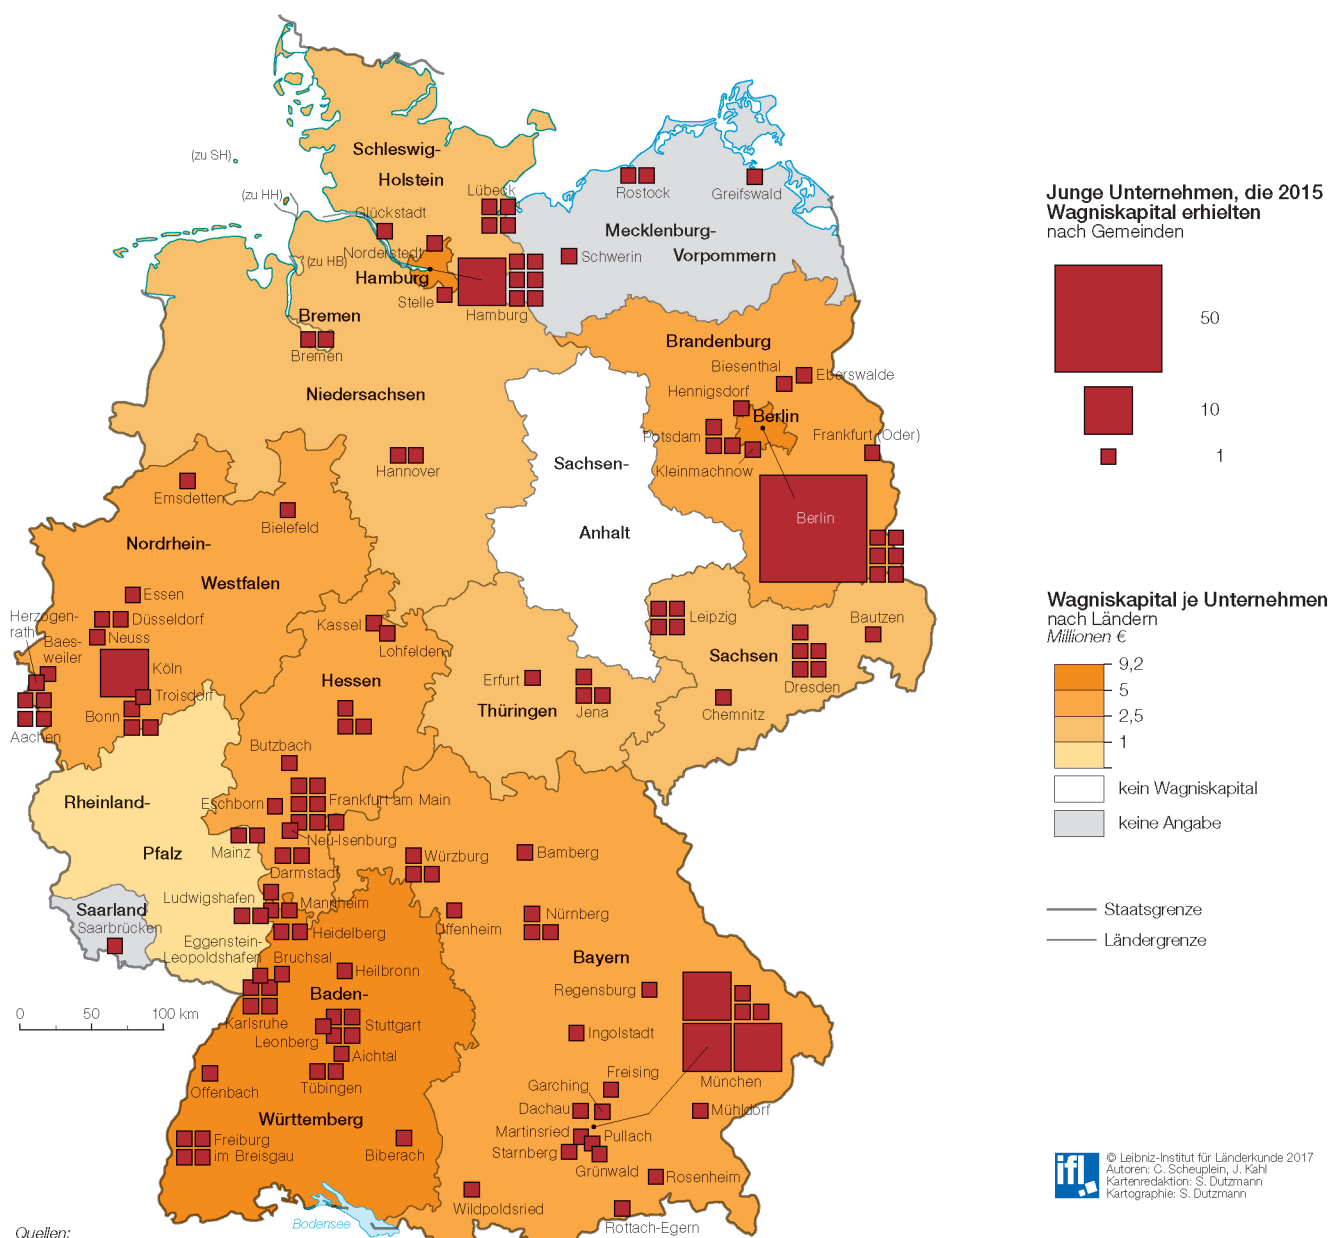 Schleswig-
Holstein
(zu SH)
(zu HH)
(zu HB)
Glückstadt
Lübeck
Norderstedt
Hamburg
Stelle
Hamburg
Rostock
Greifswald
Mecklenburg-
Vorpommern
Schwerin
Bremen
Bremen
Niedersachsen
Hannover
Brandenburg
Biesenthal
Eberswalde
Hennigsdorf
Berlin
Potsdam
Kleinmachnow
Frankfurt (Oder)
Berlin
Sachsen-
Anhalt
Emsdetten
Bielefeld
Nordrhein-
Westfalen
Essen
Düsseldorf
Neuss
Herzogen-
rath
Baes-
weiler
Köln
Troisdorf
Bonn
Aachen
Kassel
Lohfelden
Hessen
Butzbach
Eschborn
Frankfurt am Main
Neu-Isenburg
Darmstadt
Erfurt
Thüringen
Jena
Leipzig
Sachsen
Bautzen
Dresden
Chemnitz
Rheinland-
Pfalz
Mainz
Ludwigshafen
Saarland
Saarbrücken
Mannheim
Heidelberg
Eggenstein-
Leopoldshafen
Bruchsal
Heilbronn
Baden-
Karlsruhe
Stuttgart
Leonberg
Aichtal
Tübingen
Offenbach
Württemberg
Freiburg
im Breisgau
Biberach
Bodensee
Würzburg
Bamberg
Uffenheim
Nürnberg
Bayern
Regensburg
Ingolstadt
München
Freising
Garching
Dachau
Mühldorf
Martinsried
Pullach
Starnberg
Grünwald
Rosenheim
Wildpoldsried
Rottach-Egern
0 50 100 km
Quellen:
Junge Unternehmen, die 2015
Wagniskapital erhielten
nach Gemeinden
50
10
1
Wagniskapital je Unternehmen
nach Ländern
Millionen €
9,2
5
2,5
1
kein Wagniskapital
keine Angabe
Staatsgrenze
Ländergrenze
ifl
© Leibniz-Institut für Länderkunde 2017
Autoren: C. Scheuplein, J. Kahl
Kartenredaktion: S. Dutzmann
Kartographie: S. Dutzmann